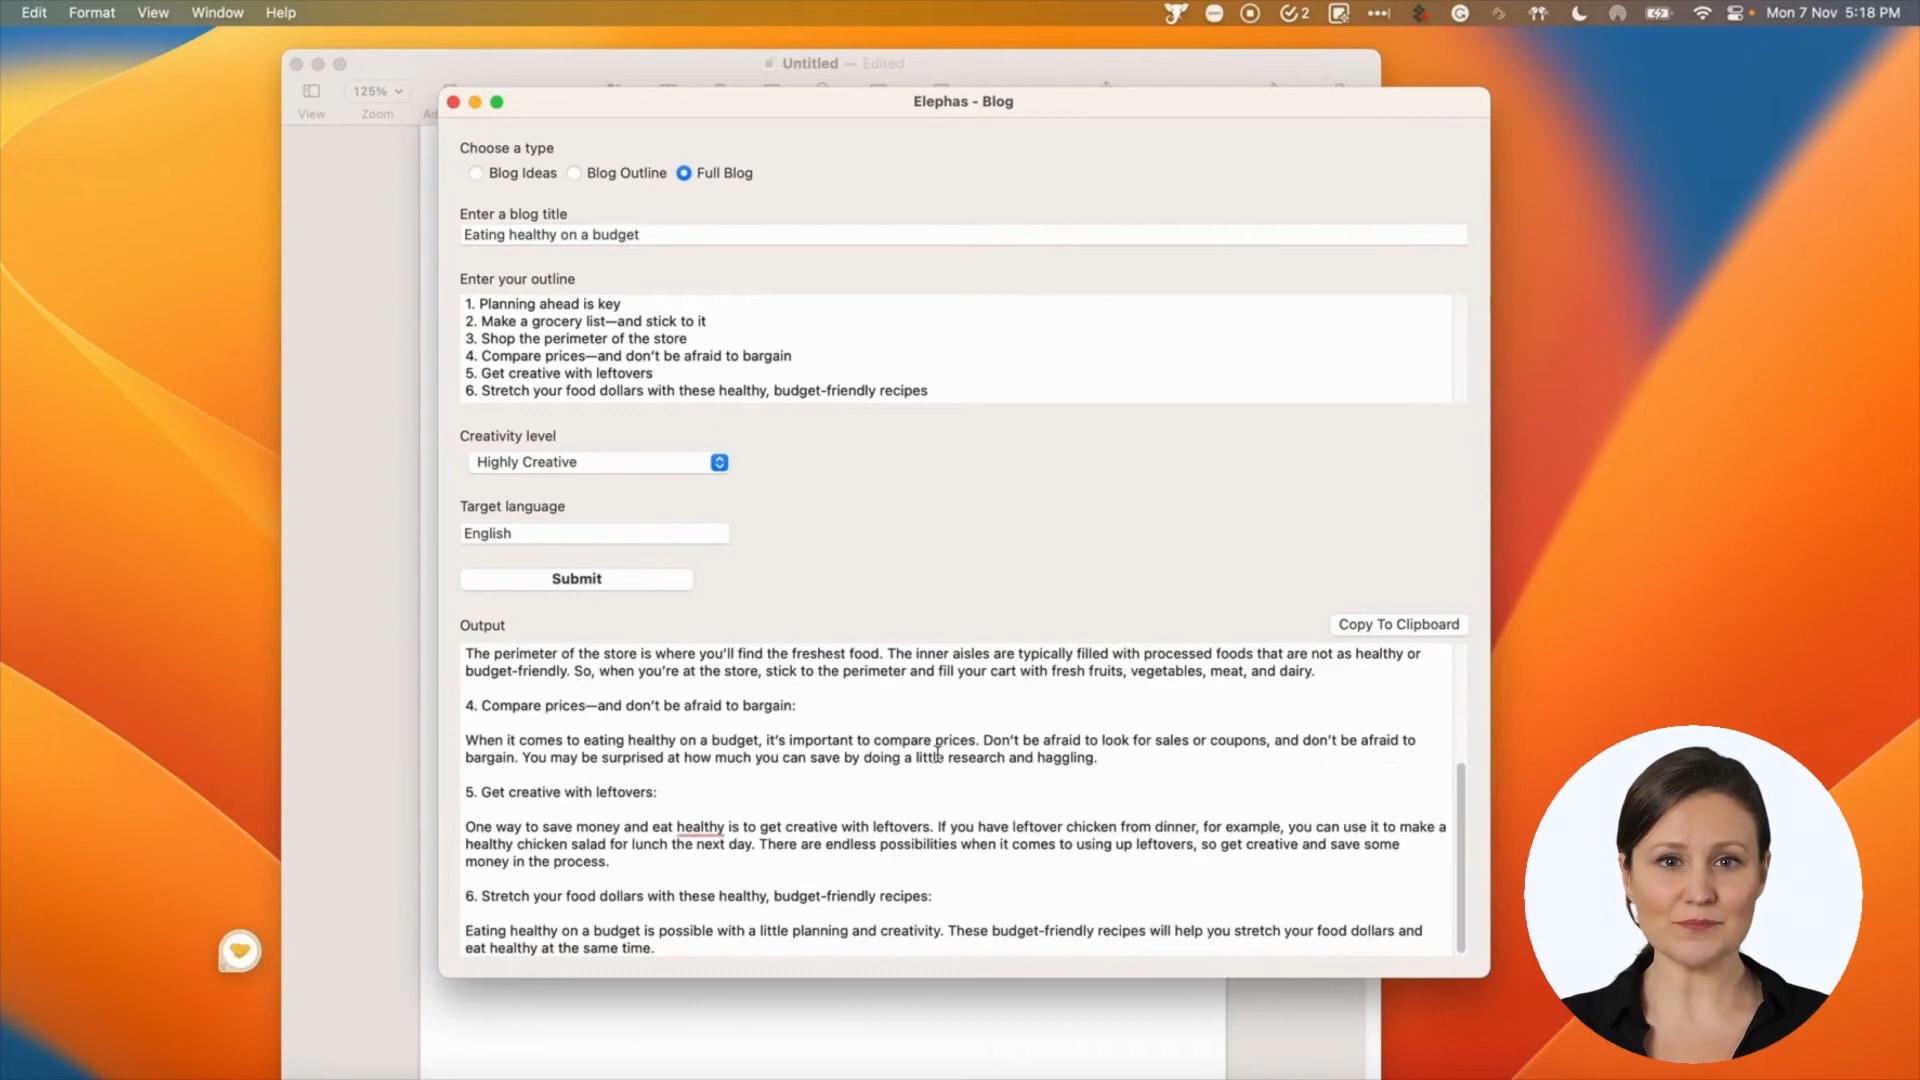 Edit Format View Window Help 2 Mon 7 Nov 5:18 PM
Untitled — Edited
125%
View Zoom Ad
Elephas - Blog
Choose a type
Blog Ideas Blog Outline Full Blog
Enter a blog title
Eating healthy on a budget
Enter your outline
1. Planning ahead is key
2. Make a grocery list—and stick to it
3. Shop the perimeter of the store
4. Compare prices—and don't be afraid to bargain
5. Get creative with leftovers
6. Stretch your food dollars with these healthy, budget-friendly recipes
Creativity level
Highly Creative
Target language
English
Submit
Output
Copy To Clipboard
The perimeter of the store is where you'll find the freshest food. The inner aisles are typically filled with processed foods that are not as healthy or
budget-friendly. So, when you're at the store, stick to the perimeter and fill your cart with fresh fruits, vegetables, meat, and dairy.
4. Compare prices—and don't be afraid to bargain:
When it comes to eating healthy on a budget, it's important to compare prices. Don't be afraid to look for sales or coupons, and don't be afraid to
bargain. You may be surprised at how much you can save by doing a little research and haggling.
5. Get creative with leftovers:
One way to save money and eat healthy is to get creative with leftovers. If you have leftover chicken from dinner, for example, you can use it to make a
healthy chicken salad for lunch the next day. There are endless possibilities when it comes to using up leftovers, so get creative and save some
money in the process.
6. Stretch your food dollars with these healthy, budget-friendly recipes:
Eating healthy on a budget is possible with a little planning and creativity. These budget-friendly recipes will help you stretch your food dollars and
eat healthy at the same time.